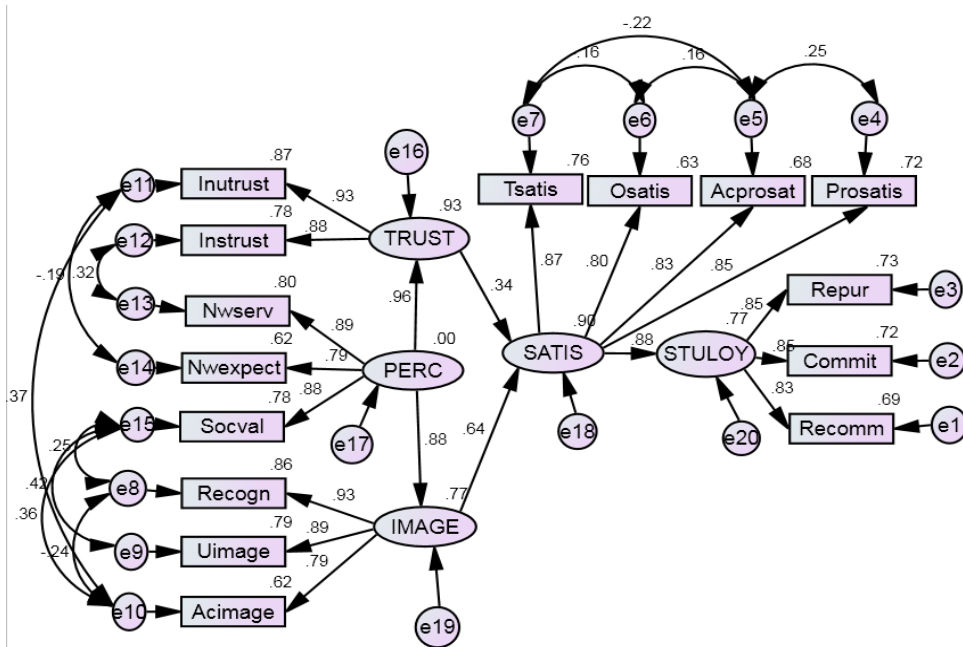 -.22
.16
.16
.25
e7
e6
e5
e4
.76
.63
.68
.72
Tsatis
Osatis
Acprosat
Prosatis
e16
.87
e11
Inutrust
.93
.93
.78
e12
Instrust
.88
TRUST
-.19
.32
.80
e13
Nwserv
.96
.34
.87
.80
.83
.85
.73
Repur
e3
.89
.62
.79
.00
e14
Nwexpect
PERC
.90
SATIS
.88
.77
STULOY
.85
.72
.85
Commit
e2
.88
.78
e15
Socval
e17
.88
.64
e18
e20
.83
.69
Recomm
e1
.37
.25
.86
e8
Recogn
.93
.42
.36
.77
IMAGE
.79
e9
Uimage
.89
-.24
.79
.62
e10
Acimage
e19